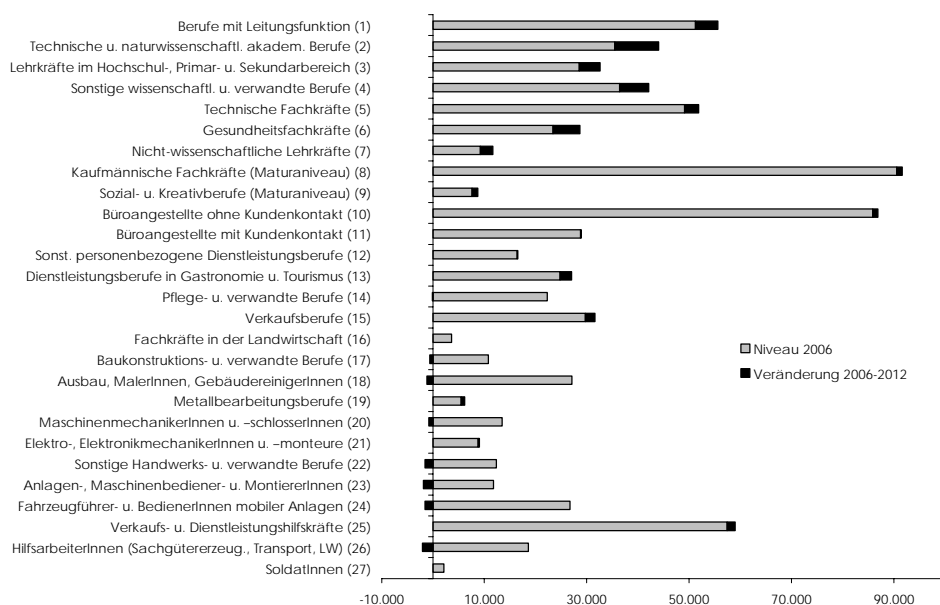 Berufe mit Leitungsfunktion (1)
Technische u. naturwissenschaftl. akadem. Berufe (2)
Lehrkräfte im Hochschul-, Primar- u. Sekundarbereich (3)
Sonstige wissenschaftl. u. verwandte Berufe (4)
Technische Fachkräfte (5)
Gesundheitsfachkräfte (6)
Nicht-wissenschaftliche Lehrkräfte (7)
Kaufmännische Fachkräfte (Maturaniveau) (8)
Sozial- u. Kreativberufe (Maturaniveau) (9)
Büroangestellte ohne Kundenkontakt (10)
Büroangestellte mit Kundenkontakt (11)
Sonst. personenbezogene Dienstleistungsberufe (12)
Dienstleistungsberufe in Gastronomie u. Tourismus (13)
Pflege- u. verwandte Berufe (14)
Verkaufsberufe (15)
Fachkräfte in der Landwirtschaft (16)
Baukonstruktions- u. verwandte Berufe (17)
Ausbau, MalerInnen, GebäudereinigerInnen (18)
Metallbearbeitungsberufe (19)
MaschinenmechanikerInnen u. –schlosserInnen (20)
Elektro-, ElektronikmechanikerInnen u. –monteure (21)
Sonstige Handwerks- u. verwandte Berufe (22)
Anlagen-, Maschinenbediener- u. MontiererInnen (23)
Fahrzeugführer- u. BedienerInnen mobiler Anlagen (24)
Verkaufs- u. Dienstleistungshilfskräfte (25)
HilfsarbeiterInnen (Sachgütererzeug., Transport, LW) (26)
SoldatInnen (27)
Niveau 2006
Veränderung 2006-2012
-10.000 10.000 30.000 50.000 70.000 90.000